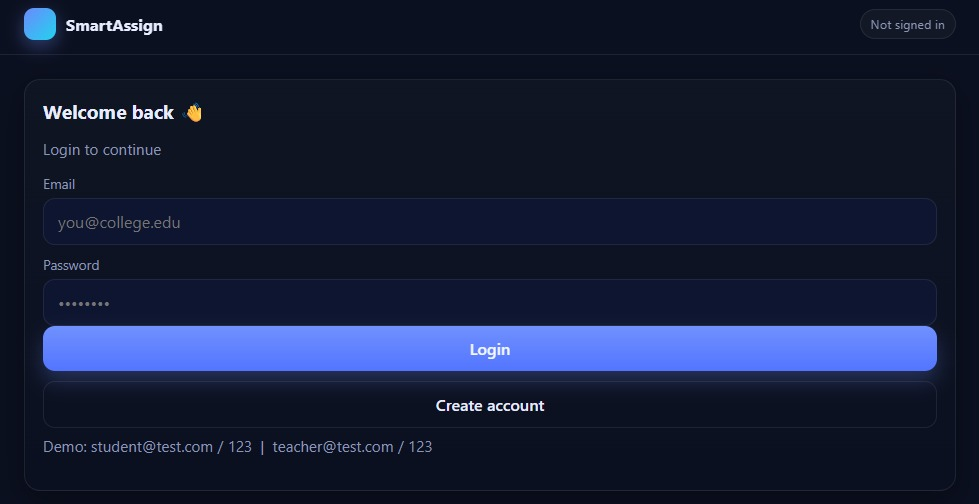 SmartAssign
Not signed in
Welcome back 👋
Login to continue
Email
you@college.edu
Password
••••••••
Login
Create account
Demo: student@test.com / 123 | teacher@test.com / 123